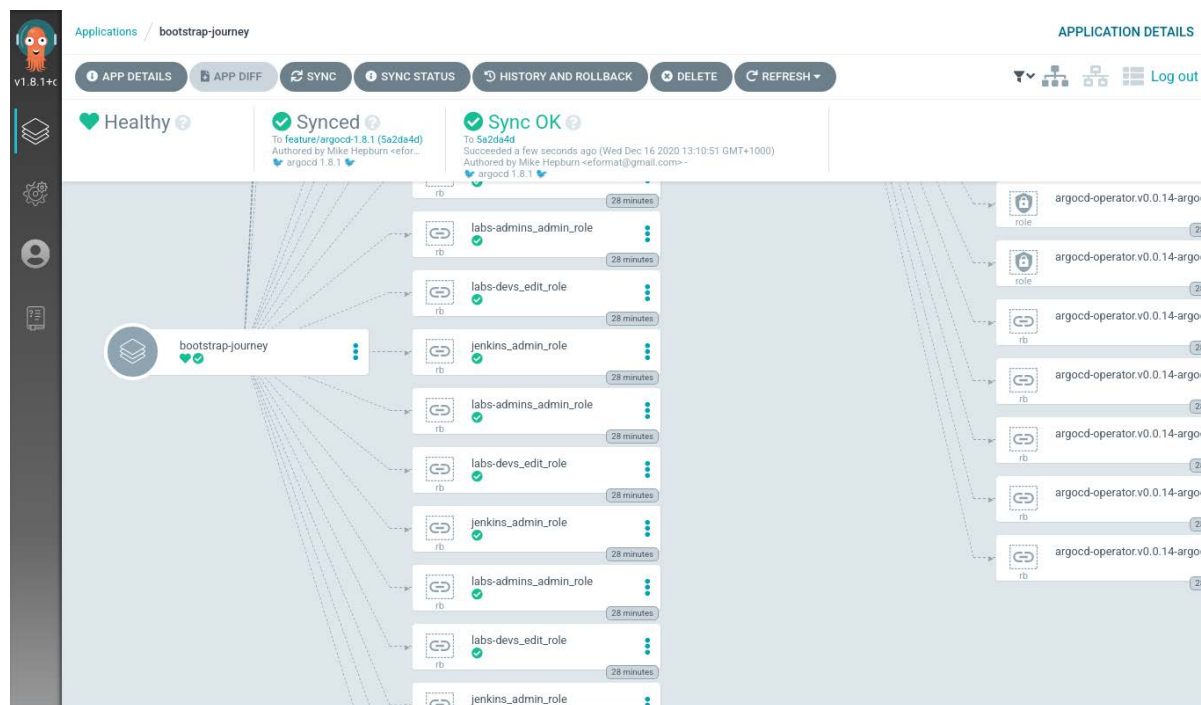 Applications / bootstrap-journey
APPLICATION DETAILS
v1.8.1+c
APP DETAILS
APP DIFF
SYNC
SYNC STATUS
HISTORY AND ROLLBACK
DELETE
REFRESH
Log out
Healthy
Synced
To feature/argocd-1.8.1 (5a2da4d)
Authored by Mike Hepburn <efor...
argocd 1.8.1
Sync OK
To 5a2da4d
Succeeded a few seconds ago (Wed Dec 16 2020 13:10:51 GMT+1000)
Authored by Mike Hepburn <eformat@gmail.com> -
argocd 1.8.1
bootstrap-journey
rb
28 minutes
labs-admins_admin_role
rb
28 minutes
labs-devs_edit_role
rb
28 minutes
jenkins_admin_role
rb
28 minutes
labs-admins_admin_role
rb
28 minutes
labs-devs_edit_role
rb
28 minutes
jenkins_admin_role
rb
28 minutes
labs-admins_admin_role
rb
28 minutes
labs-devs_edit_role
rb
28 minutes
jenkins_admin_role
argocd-operator.v0.0.14-argo
role
argocd-operator.v0.0.14-argo
role
argocd-operator.v0.0.14-argo
rb
argocd-operator.v0.0.14-argo
rb
argocd-operator.v0.0.14-argo
rb
argocd-operator.v0.0.14-argo
rb
argocd-operator.v0.0.14-argo
rb